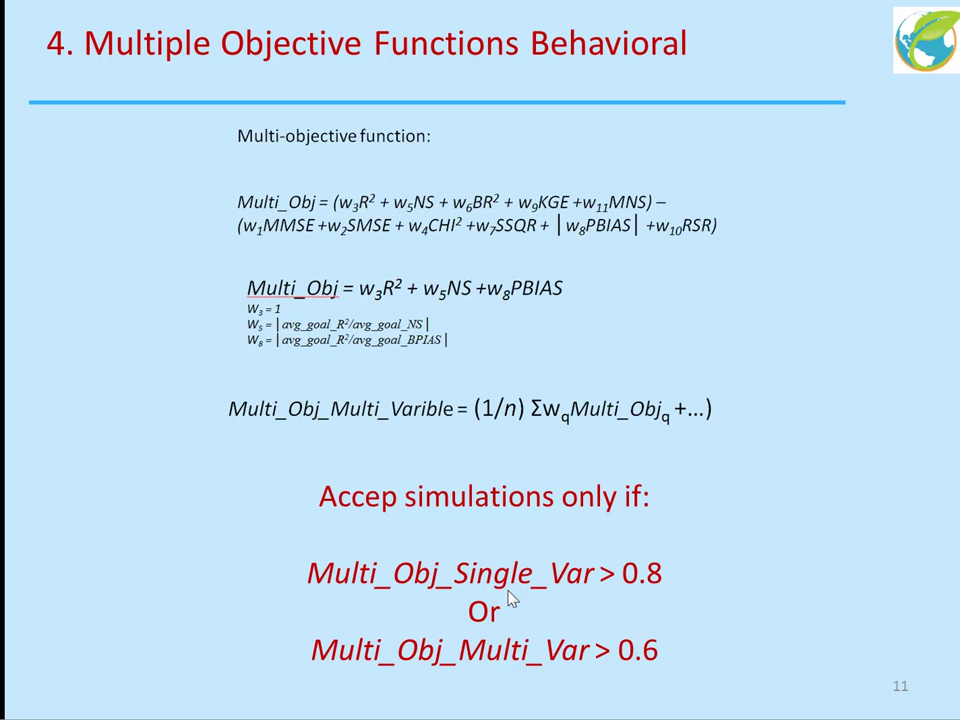 4. Multiple Objective Functions Behavioral
Multi-objective function:
Multi_Obj = (w₃R² + w₅NS + w₆BR² + w₉KGE +w₁₁MNS) –
(w₁MMSE +w₂SMSE + w₄CHI² +w₇SSQR + |w₈PBIAS| +w₁₀RSR)
Multi_Obj = w₃R² + w₅NS +w₈PBIAS
W₃ = 1
W₅ = |avg_goal_R²/avg_goal_NS|
W₈ = |avg_goal_R²/avg_goal_BPIAS|
Multi_Obj_Multi_Varible = (1/n) Σw_qMulti_Obj_q +…)
Accep simulations only if:
Multi_Obj_Single_Var > 0.8
Or
Multi_Obj_Multi_Var > 0.6
11